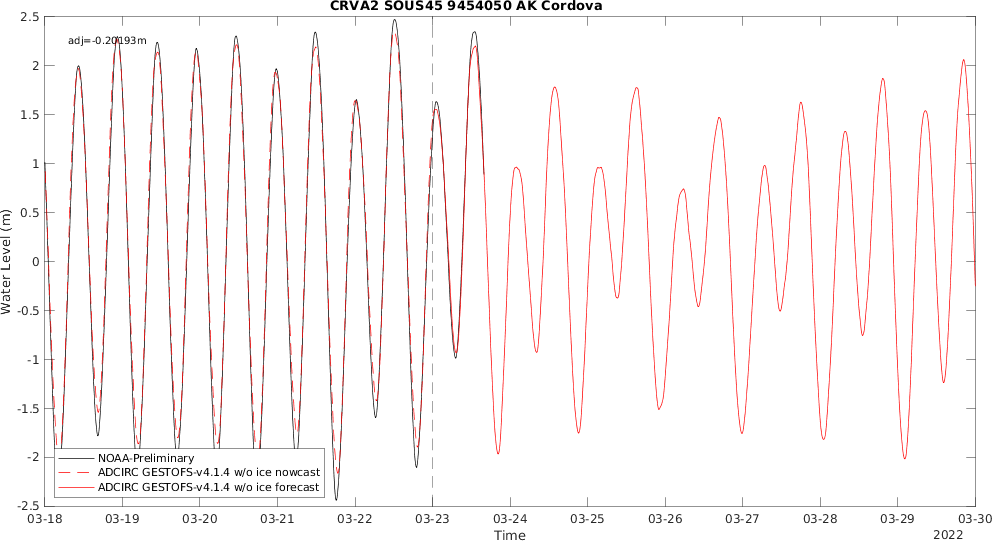 CRVA2 SOUS45 9454050 AK Cordova
adj=-0.20193m
Water Level (m)
2.5
2
1.5
1
0.5
0
-0.5
-1
-1.5
-2
-2.5
NOAA-Preliminary
ADCIRC GESTOFS-v4.1.4 w/o ice nowcast
ADCIRC GESTOFS-v4.1.4 w/o ice forecast
03-18 03-19 03-20 03-21 03-22 03-23 03-24 03-25 03-26 03-27 03-28 03-29 03-30
Time
2022